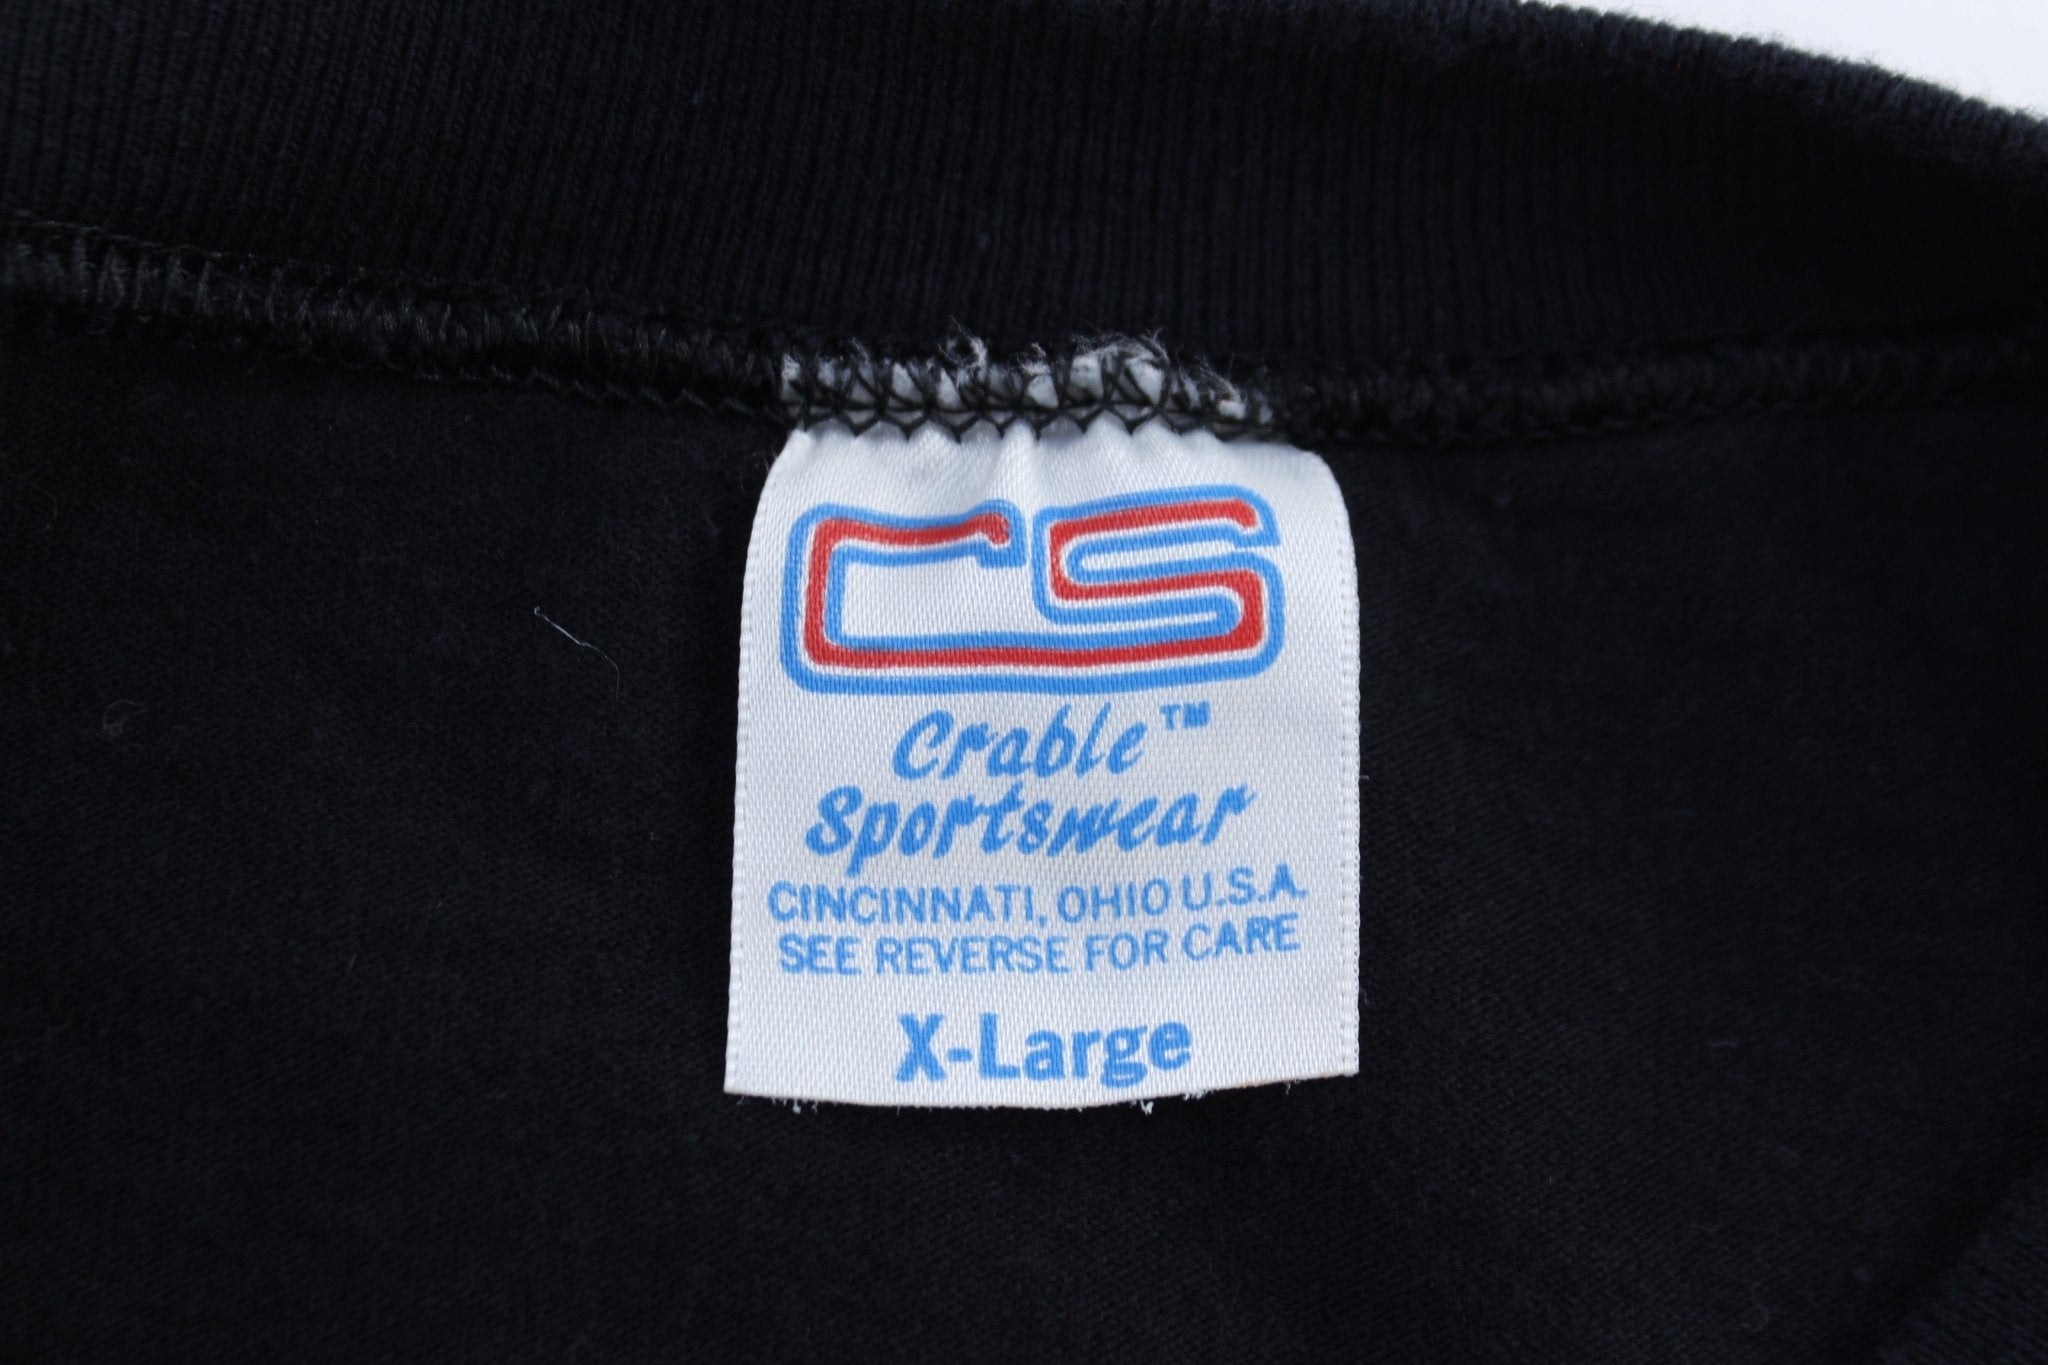 CS
Crable™
Sportswear
CINCINNATI, OHIO U.S.A.
SEE REVERSE FOR CARE
X-Large